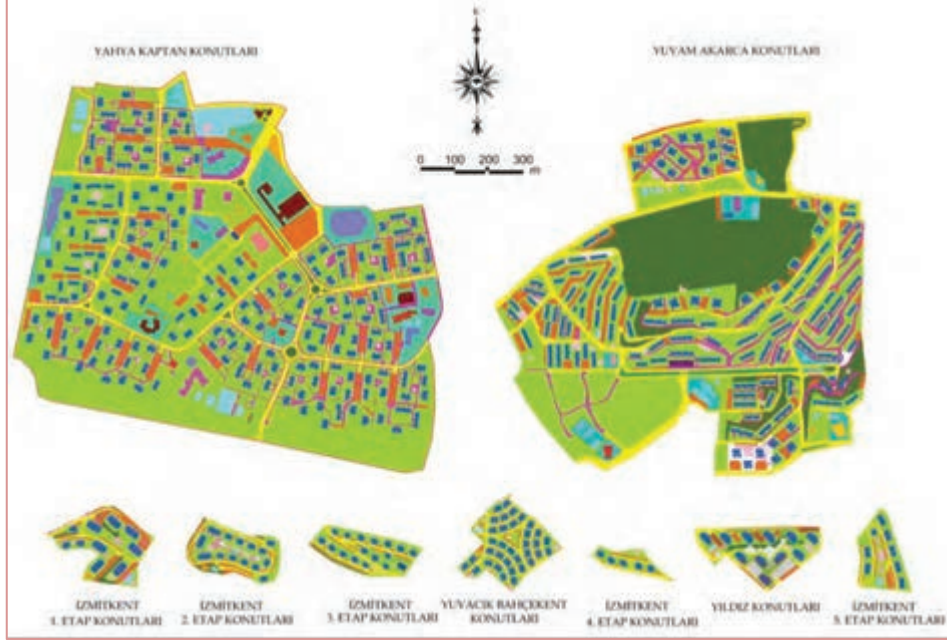 YAHYA KAPTAN KONUTLARI
YUVAM AKARCA KONUTLARI
0 100 200 300
m
İZMİTKENT
1. ETAP KONUTLARI
İZMİTKENT
2. ETAP KONUTLARI
İZMİTKENT
3. ETAP KONUTLARI
YUVACIK BAHÇEKENT
KONUTLARI
İZMİTKENT
4. ETAP KONUTLARI
YILDIZ KONUTLARI
İZMİTKENT
5. ETAP KONUTLARI